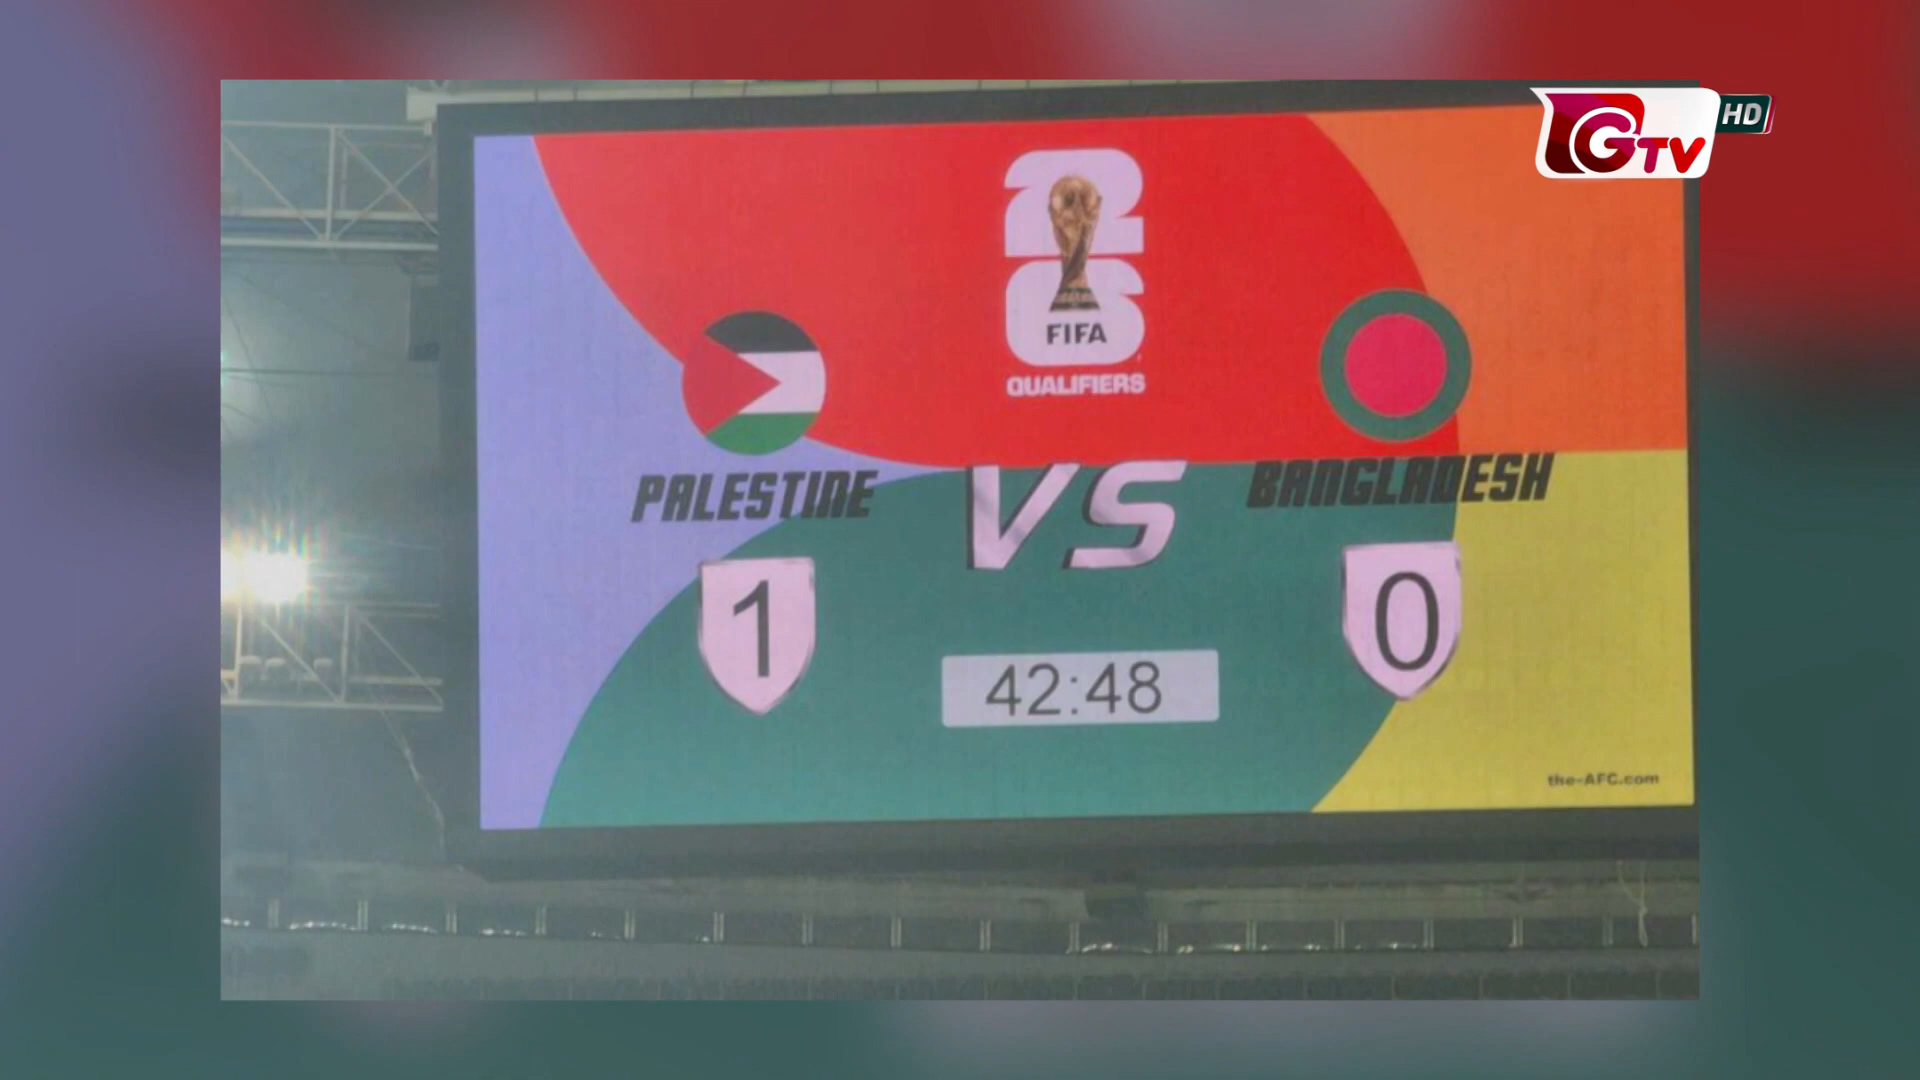 GTV HD
26
FIFA
QUALIFIERS
PALESTINE VS BANGLADESH
1 0
42:48
the-AFC.com